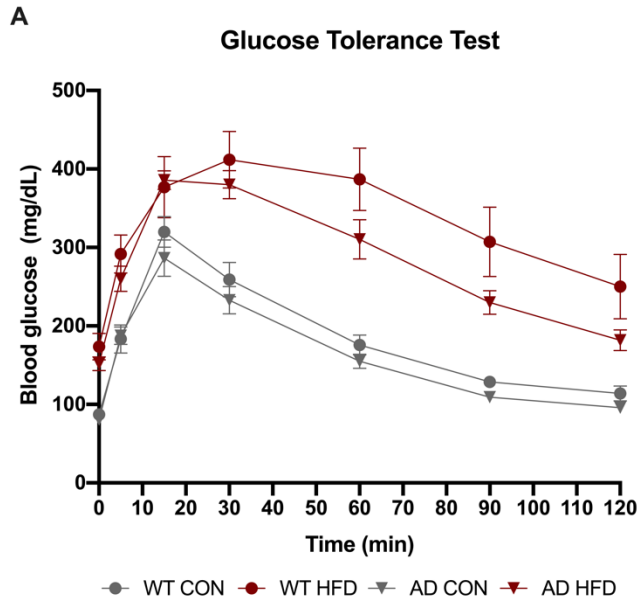 A
Glucose Tolerance Test
Blood glucose (mg/dL)
500
400
300
200
100
0
0 10 20 30 40 50 60 70 80 90 100 110 120
Time (min)
WT CON WT HFD AD CON AD HFD